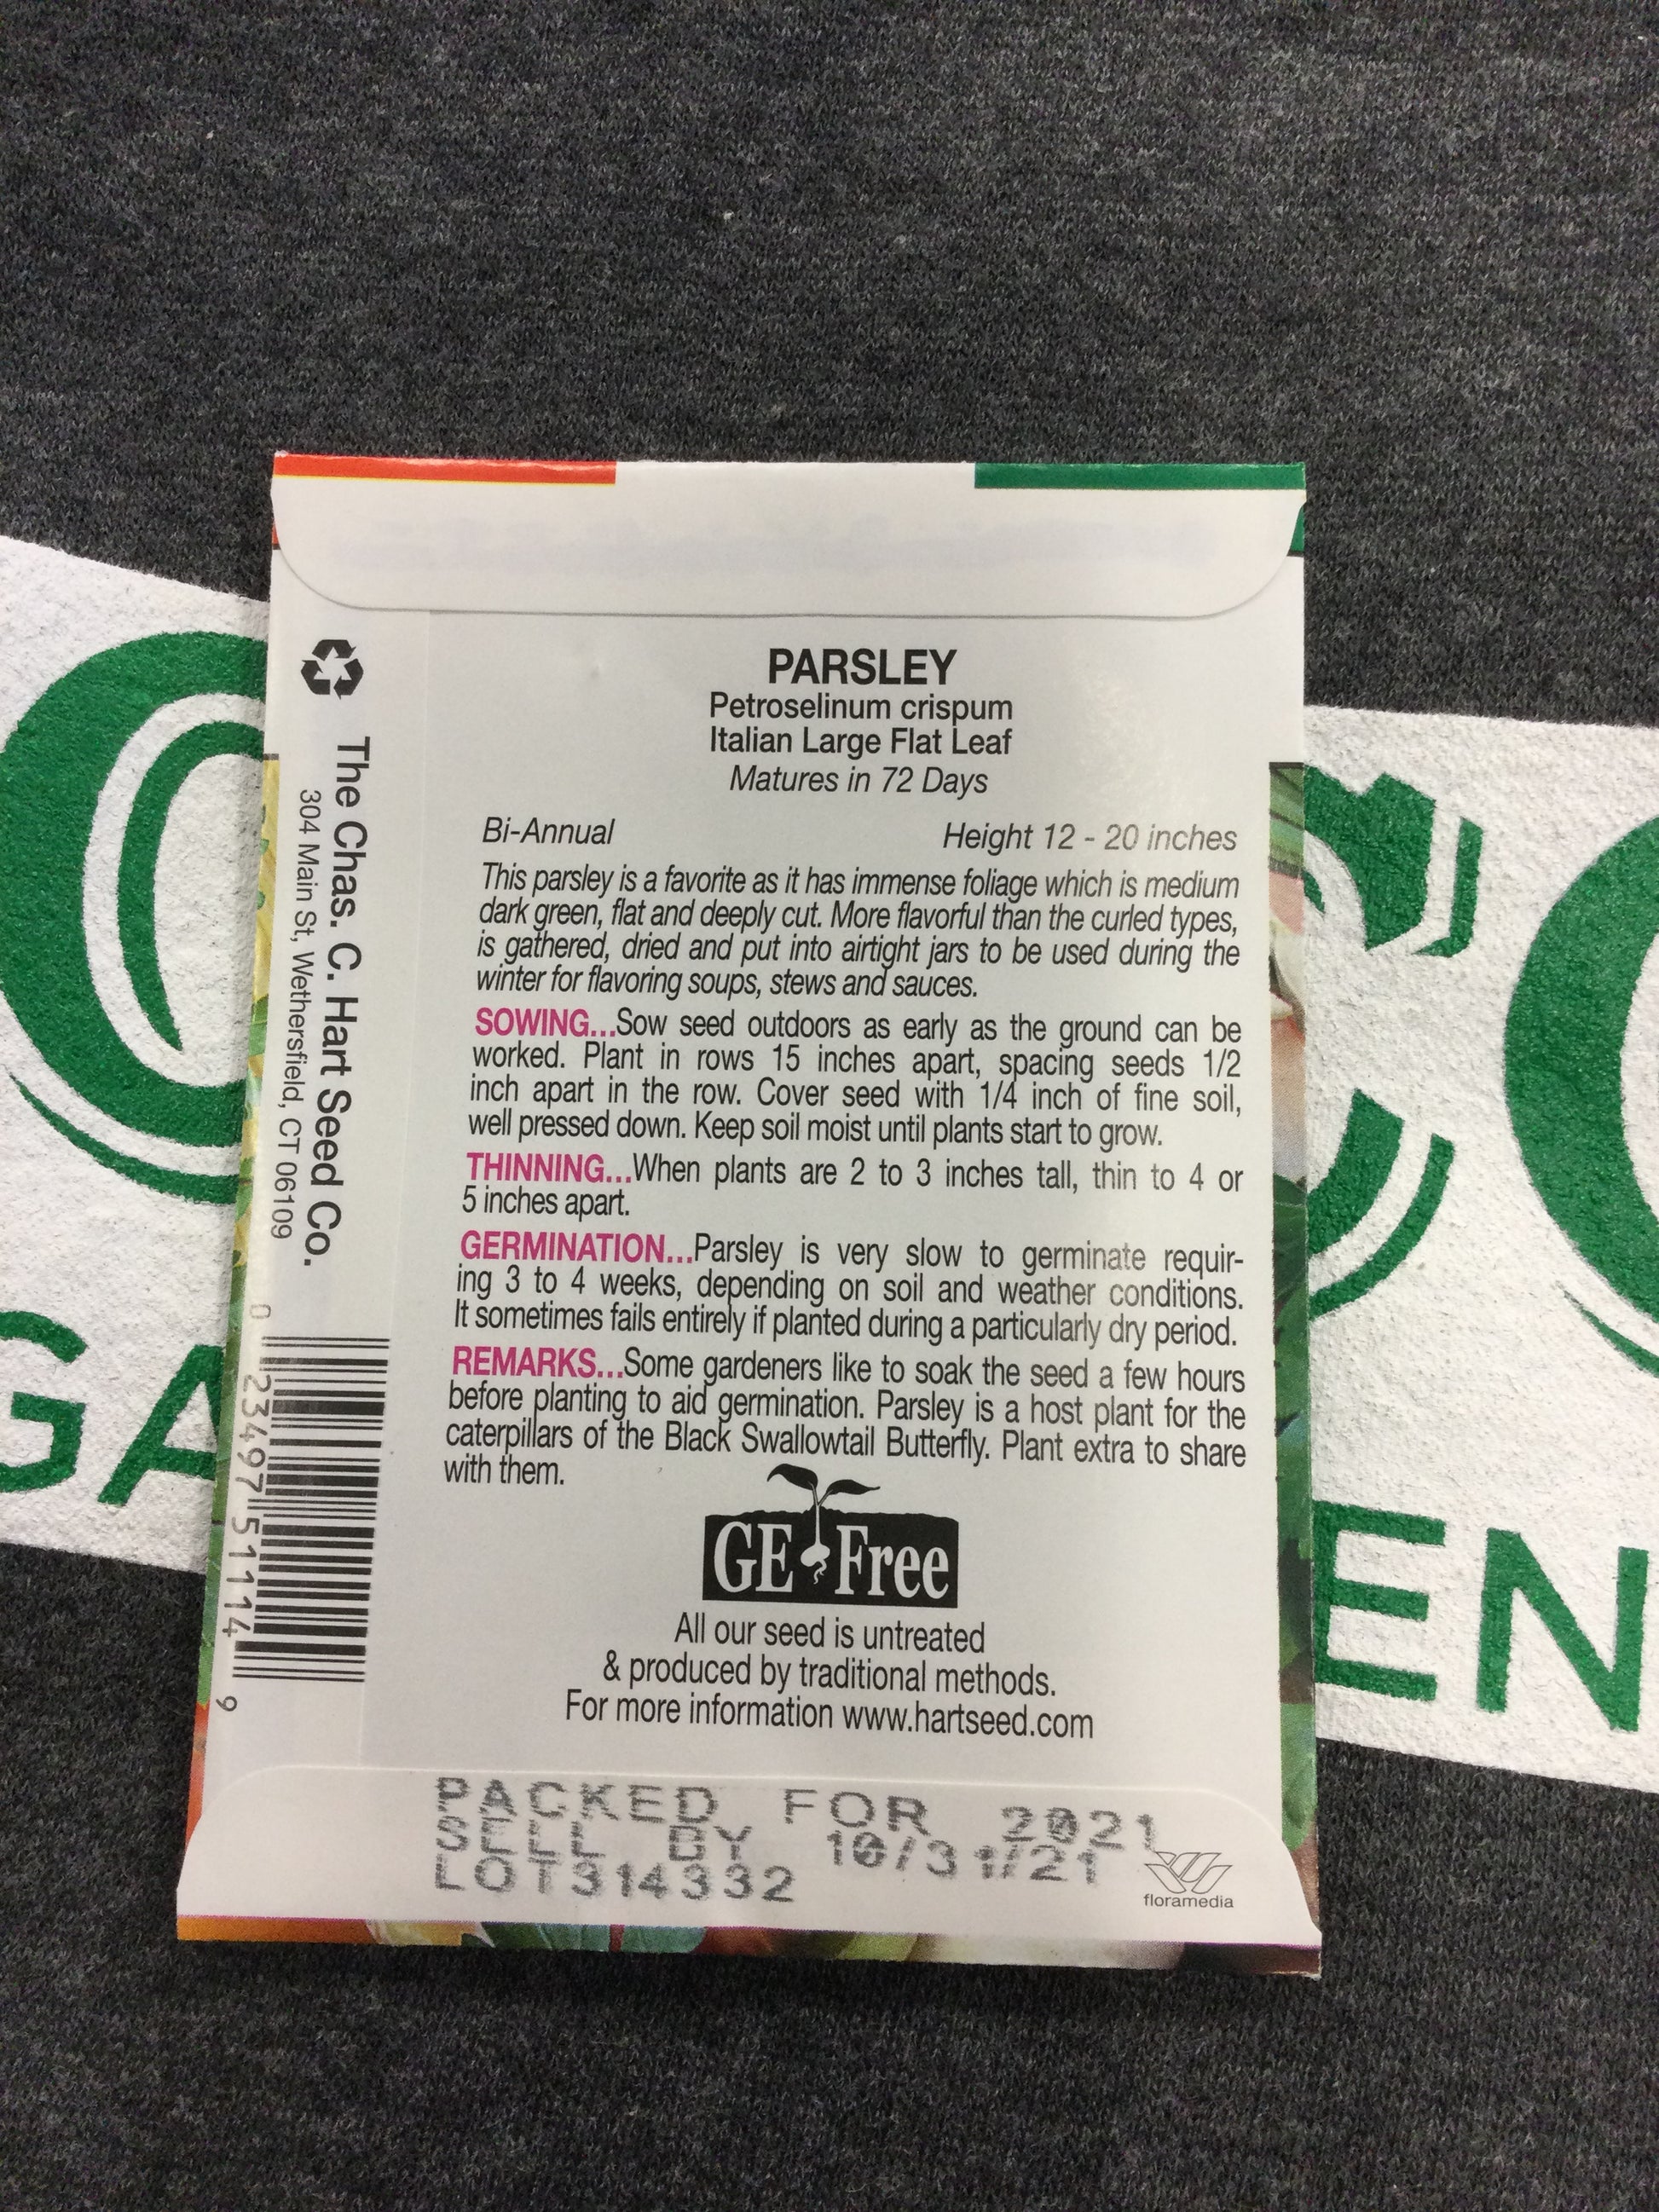 PARSLEY
Petroselinum crispum
Italian Large Flat Leaf
Matures in 72 Days
Bi-Annual Height 12 - 20 inches
This parsley is a favorite as it has immense foliage which is medium
dark green, flat and deeply cut. More flavorful than the curled types,
is gathered, dried and put into airtight jars to be used during the
winter for flavoring soups, stews and sauces.
SOWING...Sow seed outdoors as early as the ground can be
worked. Plant in rows 15 inches apart, spacing seeds 1/2
inch apart in the row. Cover seed with 1/4 inch of fine soil,
well pressed down. Keep soil moist until plants start to grow.
THINNING...When plants are 2 to 3 inches tall, thin to 4 or
5 inches apart.
GERMINATION...Parsley is very slow to germinate requir-
ing 3 to 4 weeks, depending on soil and weather conditions.
It sometimes fails entirely if planted during a particularly dry period.
REMARKS...Some gardeners like to soak the seed a few hours
before planting to aid germination. Parsley is a host plant for the
caterpillars of the Black Swallowtail Butterfly. Plant extra to share
with them.
GE Free
All our seed is untreated
& produced by traditional methods.
For more information www.hartseed.com
PACKED FOR 2021
SELL BY 10/31/21
LOT314332
floramedia
The Chas. C. Hart Seed Co.
304 Main St, Wethersfield, CT 06109
0 23497 51114 9
GA
EN